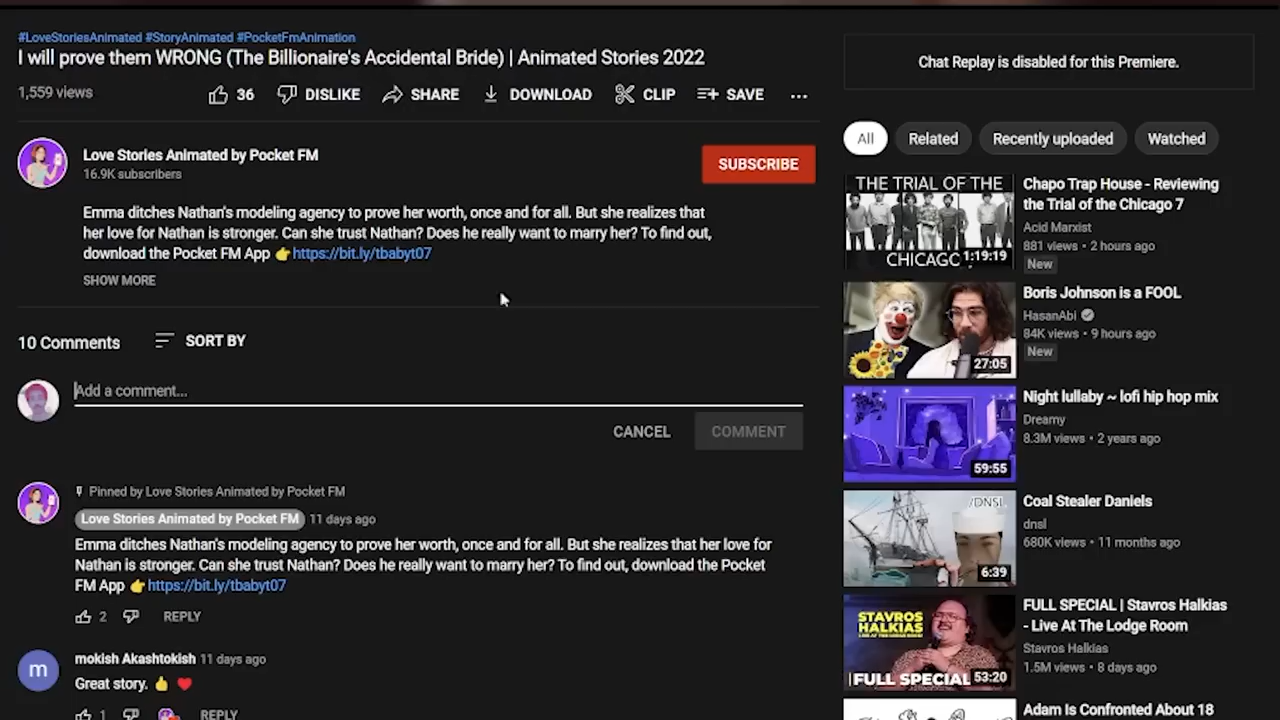 #LoveStoriesAnimated #StoryAnimated #PocketFmAnimation
I will prove them WRONG (The Billionaire's Accidental Bride) | Animated Stories 2022
1,559 views
36
DISLIKE
SHARE
DOWNLOAD
CLIP
SAVE
...
Love Stories Animated by Pocket FM
16.9K subscribers
SUBSCRIBE
Emma ditches Nathan's modeling agency to prove her worth, once and for all. But she realizes that
her love for Nathan is stronger. Can she trust Nathan? Does he really want to marry her? To find out,
download the Pocket FM App 👉https://bit.ly/tbabyt07
SHOW MORE
10 Comments
SORT BY
Add a comment...
CANCEL
COMMENT
Pinned by Love Stories Animated by Pocket FM
Love Stories Animated by Pocket FM 11 days ago
Emma ditches Nathan's modeling agency to prove her worth, once and for all. But she realizes that her love for
Nathan is stronger. Can she trust Nathan? Does he really want to marry her? To find out, download the Pocket
FM App 👉https://bit.ly/tbabyt07
2
REPLY
m
mokish Akashtokish 11 days ago
Great story. 👍 ❤️
1
REPLY
Chat Replay is disabled for this Premiere.
All
Related
Recently uploaded
Watched
THE TRIAL OF THE
CHICAGO 7
1:19:19
Chapo Trap House - Reviewing
the Trial of the Chicago 7
Acid Marxist
881 views • 2 hours ago
New
27:05
Boris Johnson is a FOOL
HasanAbi
84K views • 9 hours ago
New
59:55
Night lullaby ~ lofi hip hop mix
Dreamy
8.3M views • 2 years ago
/DNSL
6:39
Coal Stealer Daniels
dnsl
680K views • 11 months ago
STAVROS
HALKIAS
LIVE AT THE LODGE ROOM
FULL SPECIAL
53:20
FULL SPECIAL | Stavros Halkias
- Live At The Lodge Room
Stavros Halkias
1.5M views • 8 days ago
Adam Is Confronted About 18